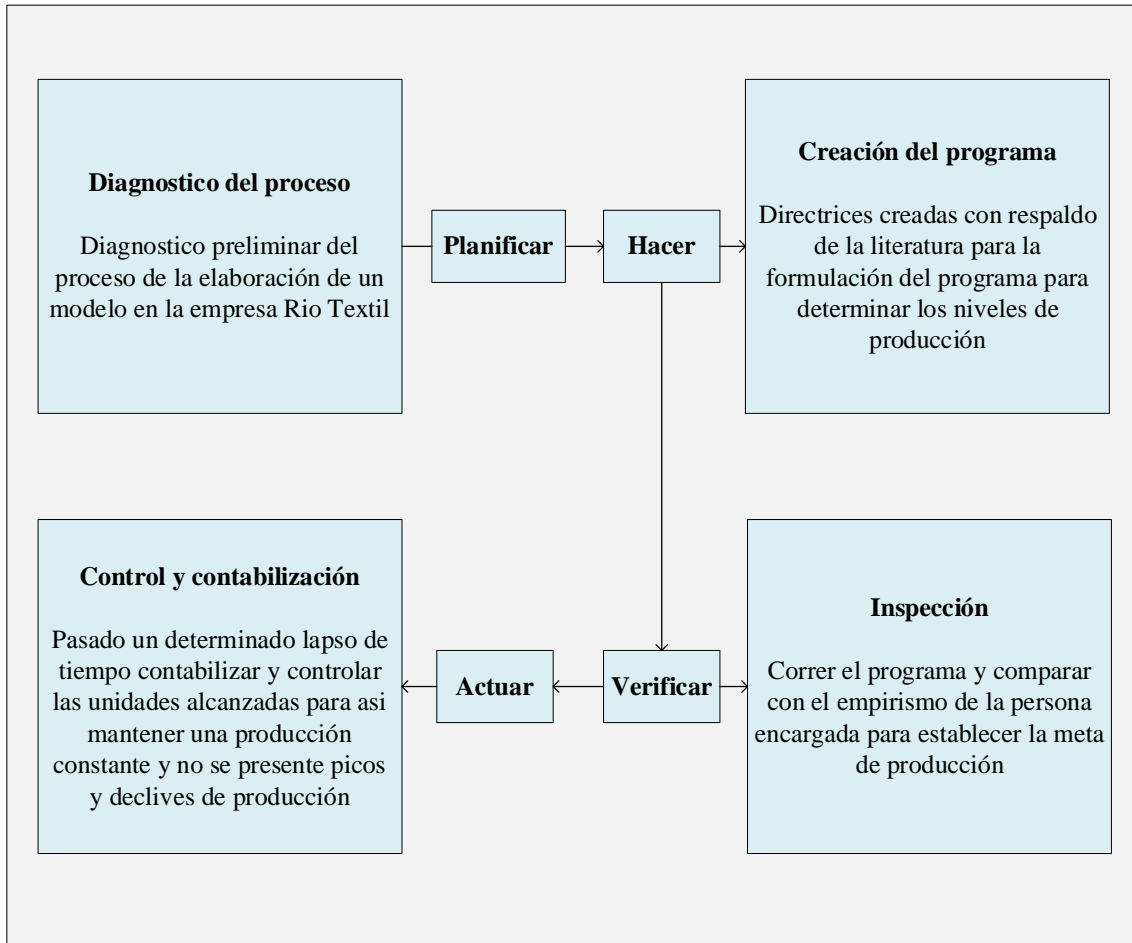 Diagnostico del proceso
Diagnostico preliminar del
proceso de la elaboración de un
modelo en la empresa Rio Textil
Planificar
Hacer
Creación del programa
Directrices creadas con respaldo
de la literatura para la
formulación del programa para
determinar los niveles de
producción
Control y contabilización
Pasado un determinado lapso de
tiempo contabilizar y controlar
las unidades alcanzadas para asi
mantener una producción
constante y no se presente picos
y declives de producción
Actuar
Verificar
Inspección
Correr el programa y comparar
con el empirismo de la persona
encargada para establecer la meta
de producción